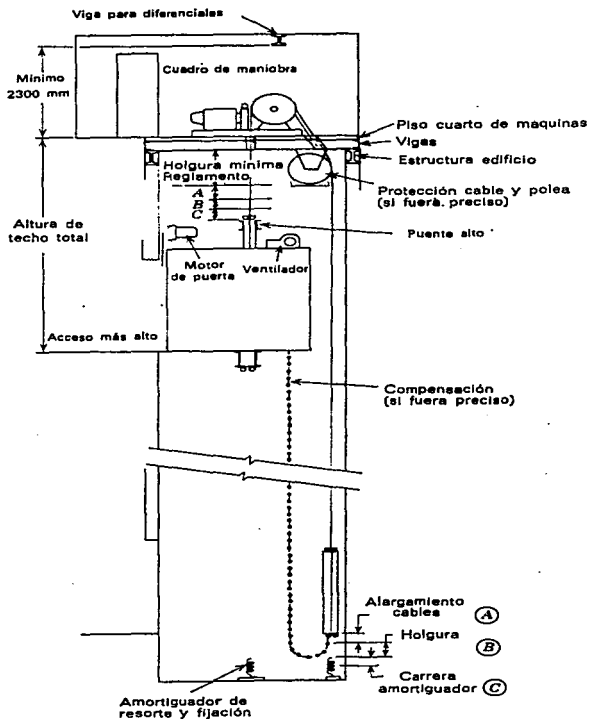 Viga para diferenciales
Mínimo
2300 mm
Cuadro de maniobra
Piso cuarto de maquinas
Vigas
Estructura edificio
Holgura minima
Reglamento
A
B
C
Protección cable y polea
(si fuera preciso)
Altura de
techo total
Puente alto
Motor
de puerta
Ventilador
Acceso más alto
Compensación
(si fuera preciso)
Alargamiento
cables
A
Holgura
B
Carrera
amortiguador
C
Amortiguador de
resorte y fijación